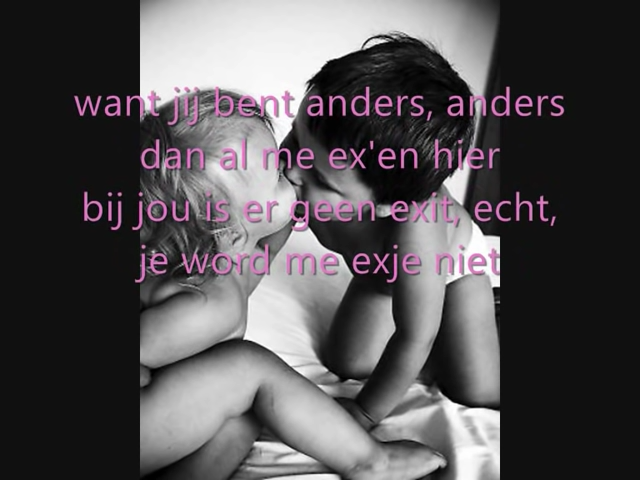 want jij bent anders, anders
dan al me ex'en hier
bij jou is er geen exit, echt,
je word me exje niet